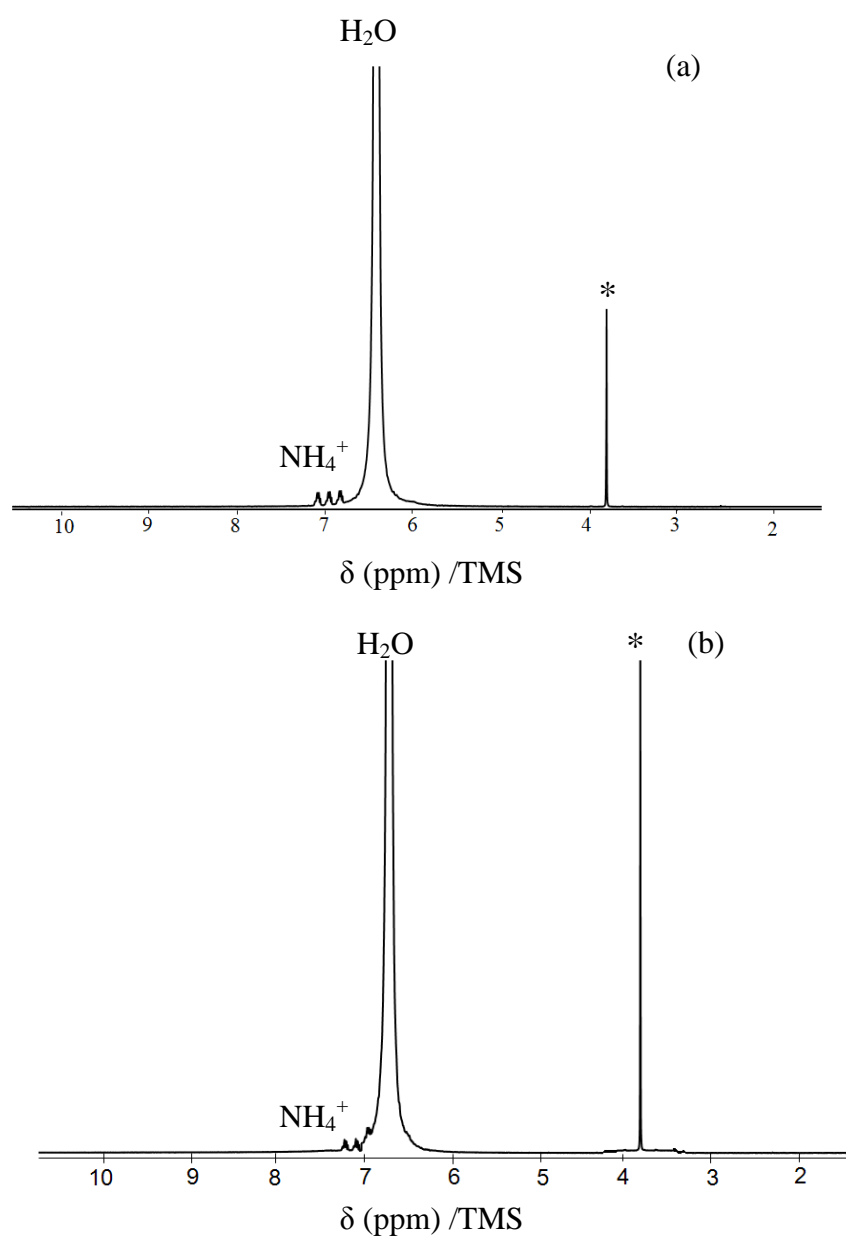 H₂O
(a)
*
NH₄⁺
10 9 8 7 6 5 4 3 2
δ (ppm) /TMS
H₂O * (b)
NH₄⁺
10 9 8 7 6 5 4 3 2
δ (ppm) /TMS